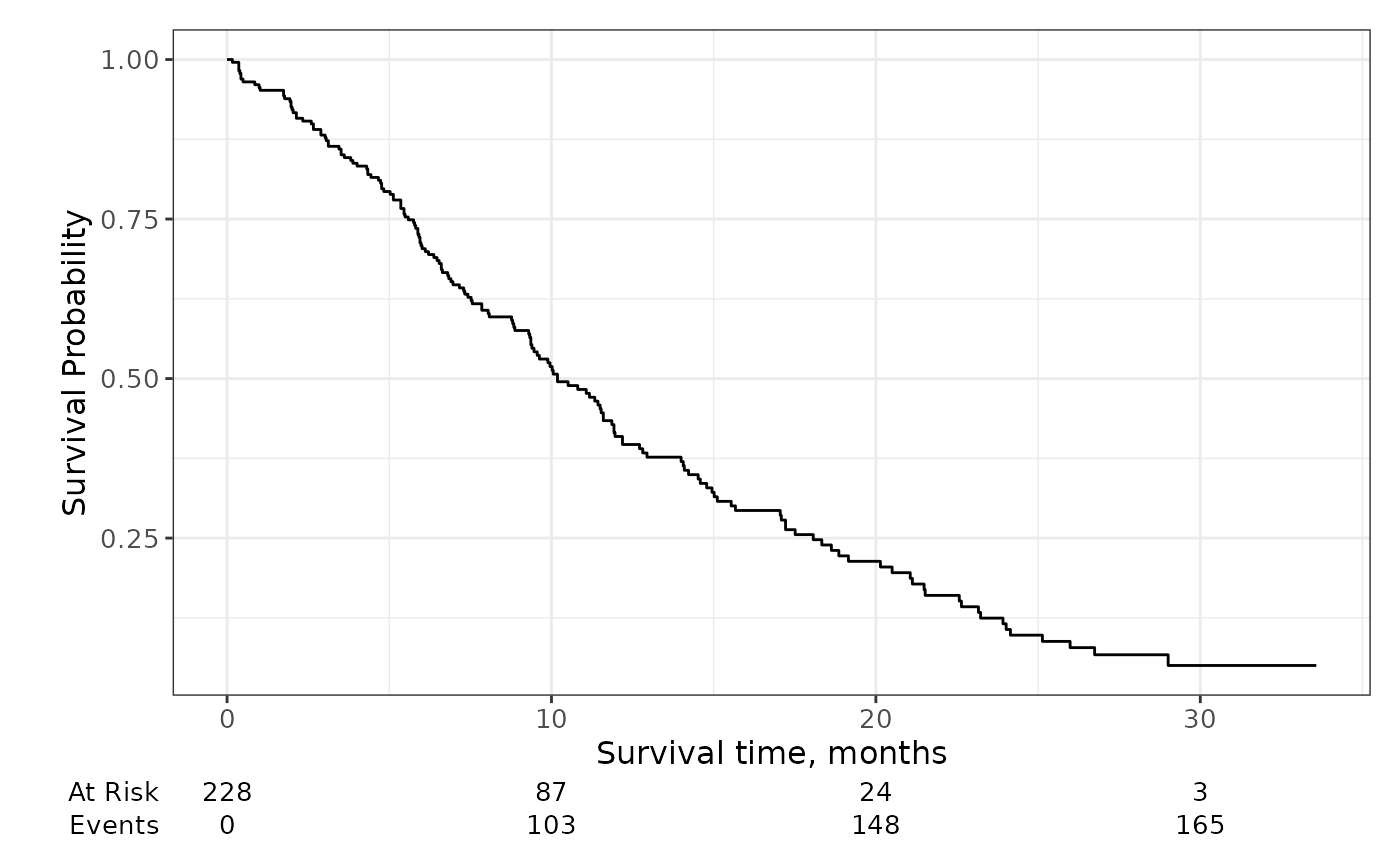 1.00
0.75
0.50
0.25
Survival Probability
0 10 20 30
Survival time, months
At Risk 228 87 24 3
Events 0 103 148 165